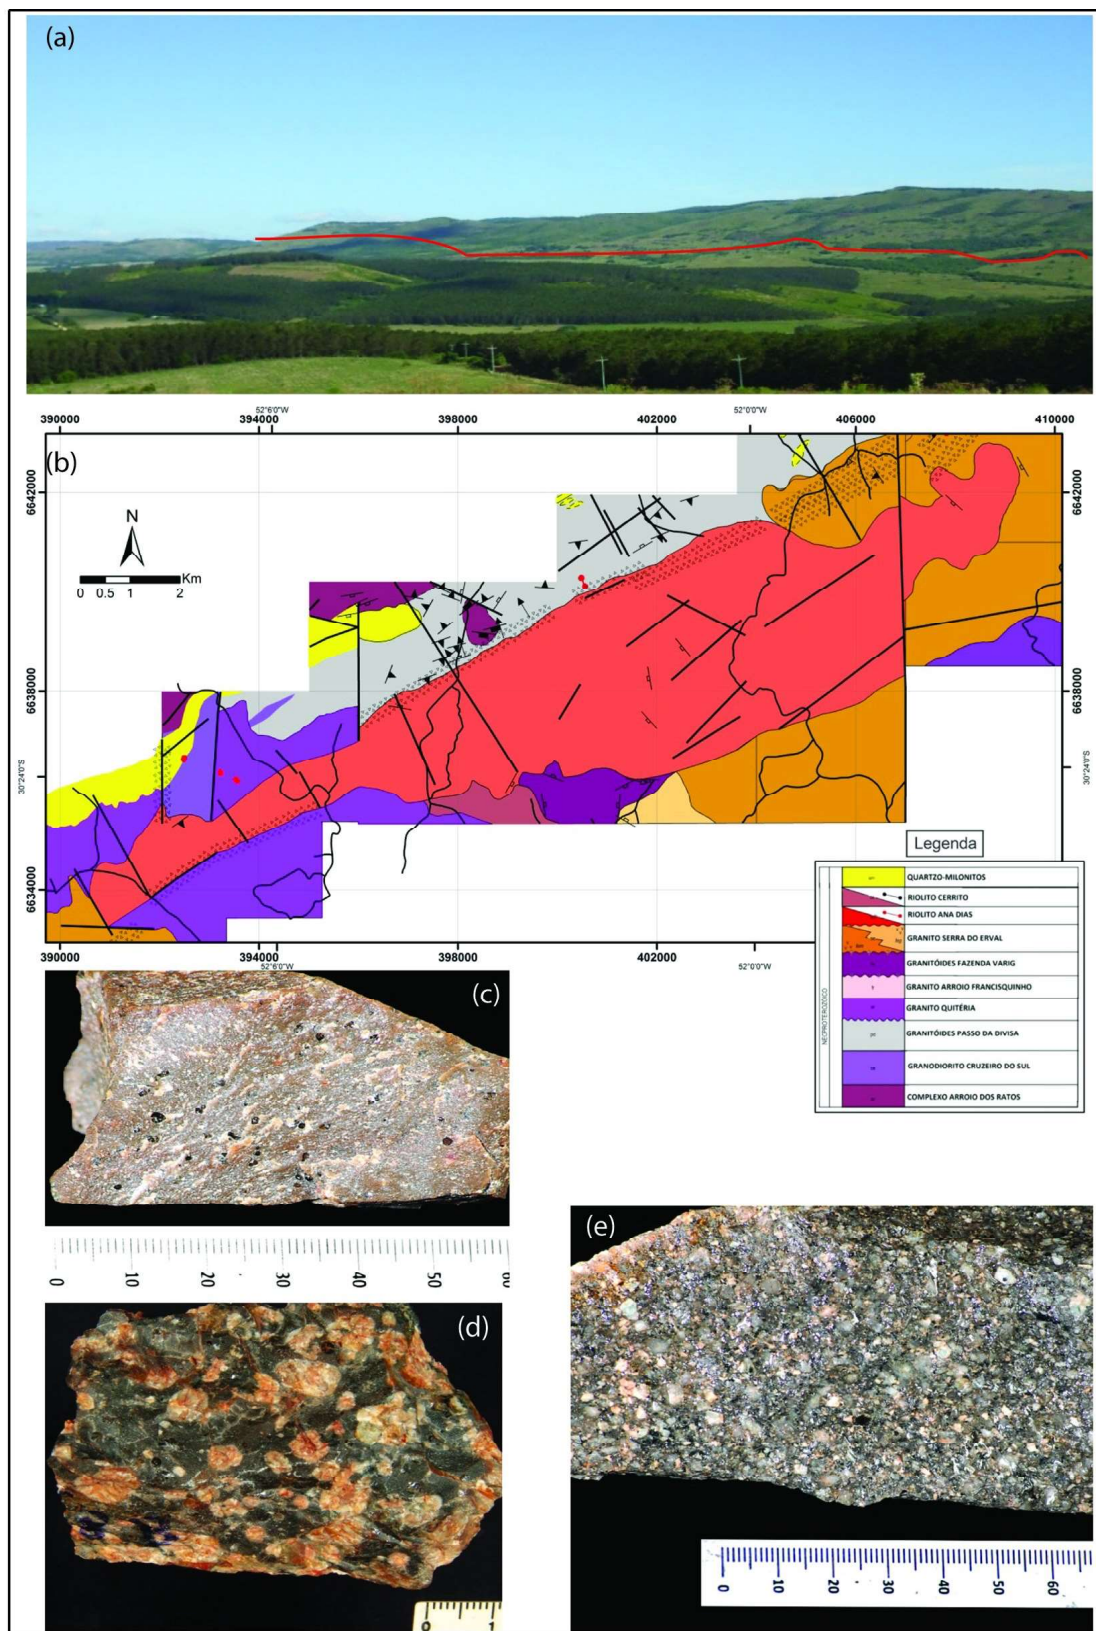 (a)
52°6'0"W 52°0'0"W
390000 394000 398000 402000 406000 410000
(b)
6642000 6642000
N
Km
0 0.5 1 2
6638000 6638000
30°24'0"S 30°24'0"S
6634000
Legenda
NEOPROTEROZOCO
QUARTZO-MILONITOS
RIOLITO CERRITO
RIOLITO ANA DIAS
GRANITO SERRA DO ERVAL
GRANITÓIDES FAZENDA VARIG
GRANITO ARROIO FRANCISQUINHO
GRANITO QUITÉRIA
GRANITÓIDES PASSO DA DIVISA
GRANODIORITO CRUZEIRO DO SUL
COMPLEXO ARROIO DOS RATOS
390000 394000 398000 402000
52°6'0"W 52°0'0"W
(c)
0 10 20 30 40 50
(d)
0 1
(e)
0 10 20 30 40 50 60